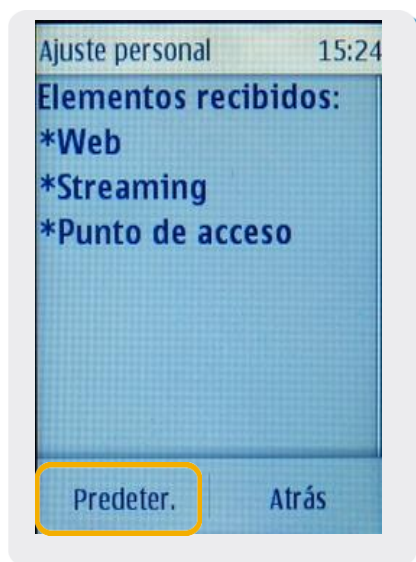 Ajuste personal 15:24
Elementos recibidos:
*Web
*Streaming
*Punto de acceso
Predeter. Atrás